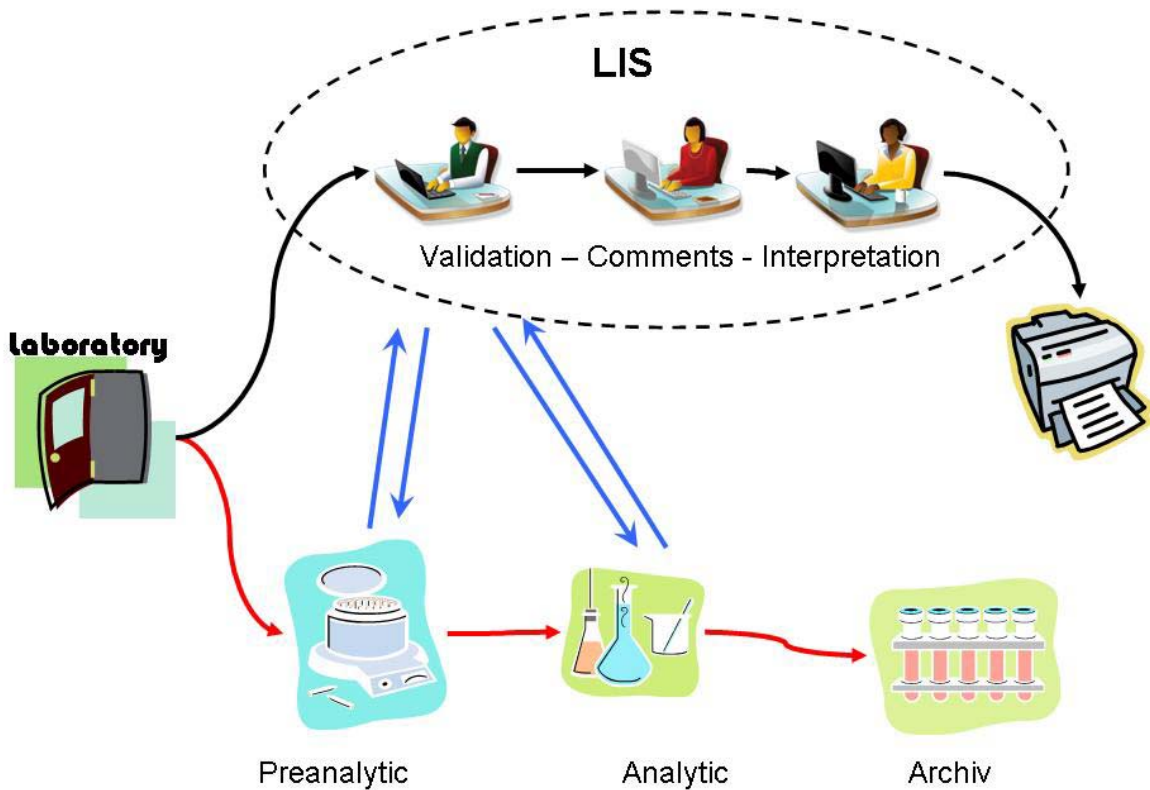 LIS
Validation – Comments - Interpretation
Laboratory
Preanalytic
Analytic
Archiv